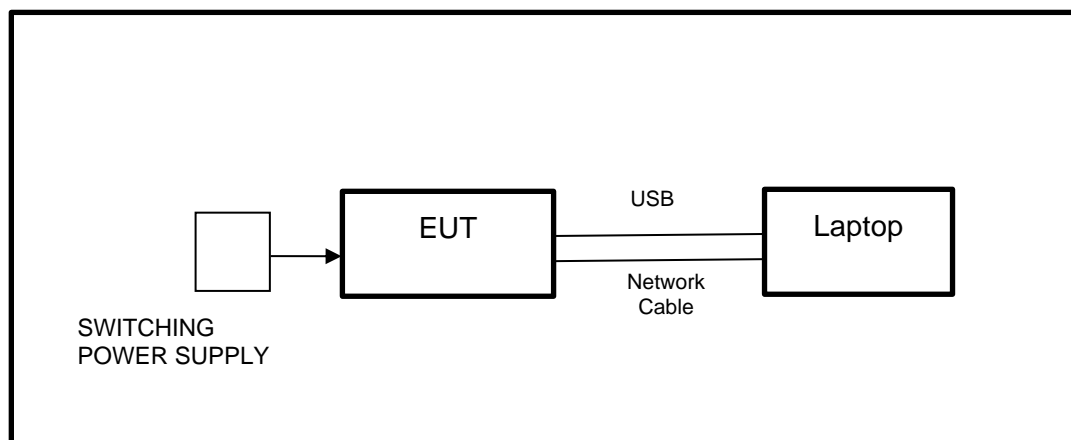 USB
EUT
Laptop
Network
Cable
SWITCHING
POWER SUPPLY